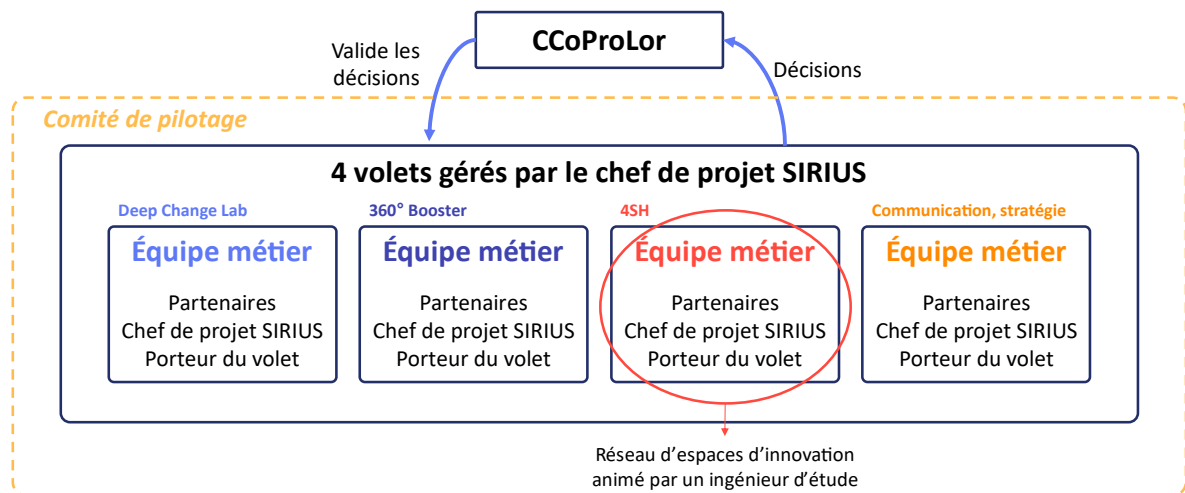 CCoProLor
Valide les
décisions
Décisions
Comité de pilotage
4 volets gérés par le chef de projet SIRIUS
Deep Change Lab
Équipe métier
Partenaires
Chef de projet SIRIUS
Porteur du volet
360° Booster
Équipe métier
Partenaires
Chef de projet SIRIUS
Porteur du volet
4SH
Équipe métier
Partenaires
Chef de projet SIRIUS
Porteur du volet
Communication, stratégie
Équipe métier
Partenaires
Chef de projet SIRIUS
Porteur du volet
Réseau d’espaces d’innovation
animé par un ingénieur d’étude